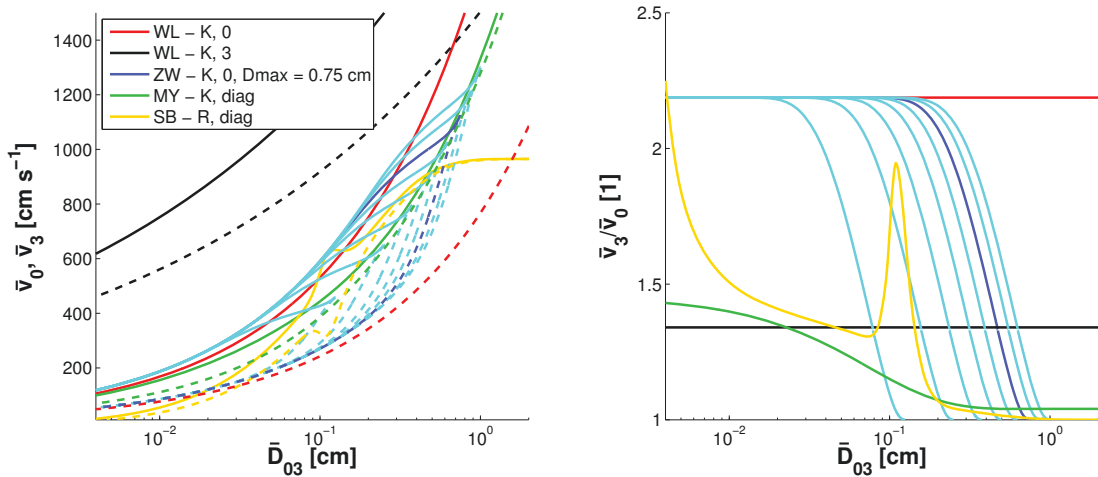 WL − K, 0
WL − K, 3
ZW − K, 0, Dmax = 0.75 cm
MY − K, diag
SB − R, diag
1400
1200
1000
800
600
400
200
v̄₀, v̄₃ [cm s⁻¹]
10⁻² 10⁻¹ 10⁰
D̄₀₃ [cm]
2.5
2
1.5
1
v̄₃/v̄₀ [1]
10⁻² 10⁻¹ 10⁰
D̄₀₃ [cm]